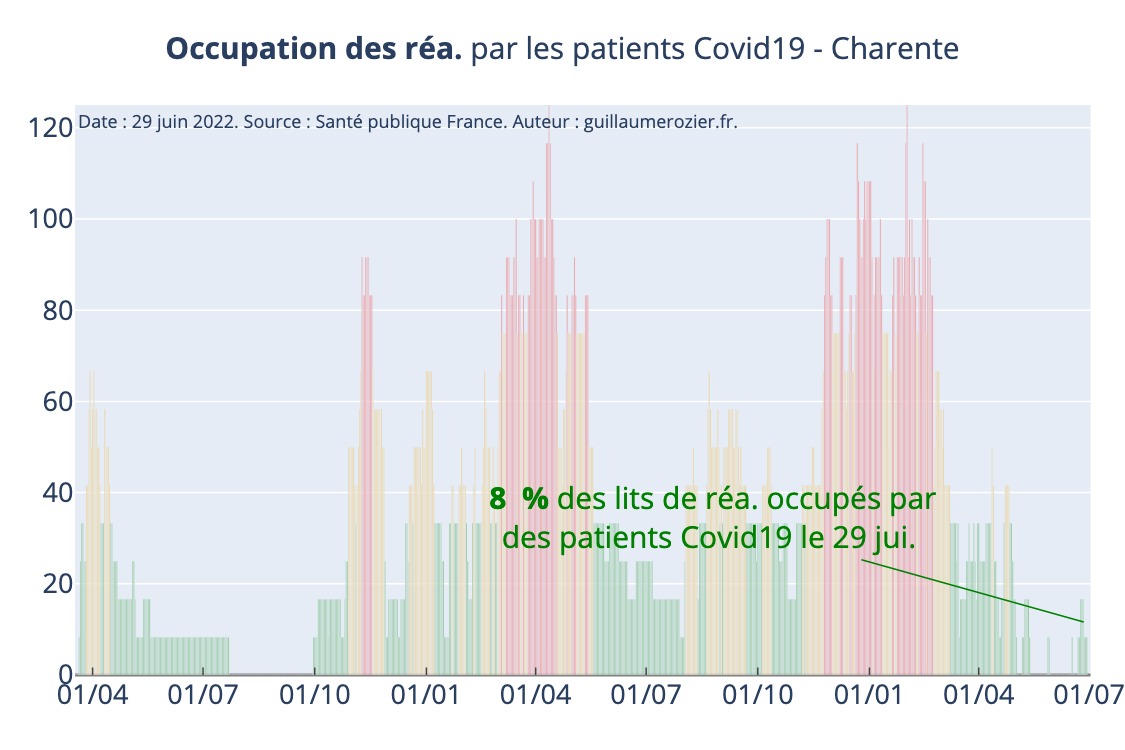 Occupation des réa. par les patients Covid19 - Charente
Date : 29 juin 2022. Source : Santé publique France. Auteur : guillaumerozier.fr.
120
100
80
60
40
20
0
8 % des lits de réa. occupés par
des patients Covid19 le 29 jui.
01/04 01/07 01/10 01/01 01/04 01/07 01/10 01/01 01/04 01/07